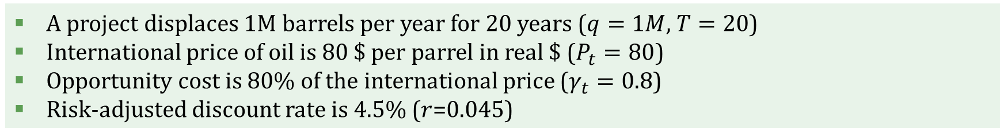 ▪ A project displaces 1M barrels per year for 20 years (q = 1M, T = 20)
▪ International price of oil is 80 $ per parrel in real $ (Pₜ = 80)
▪ Opportunity cost is 80% of the international price (γₜ = 0.8)
▪ Risk-adjusted discount rate is 4.5% (r=0.045)